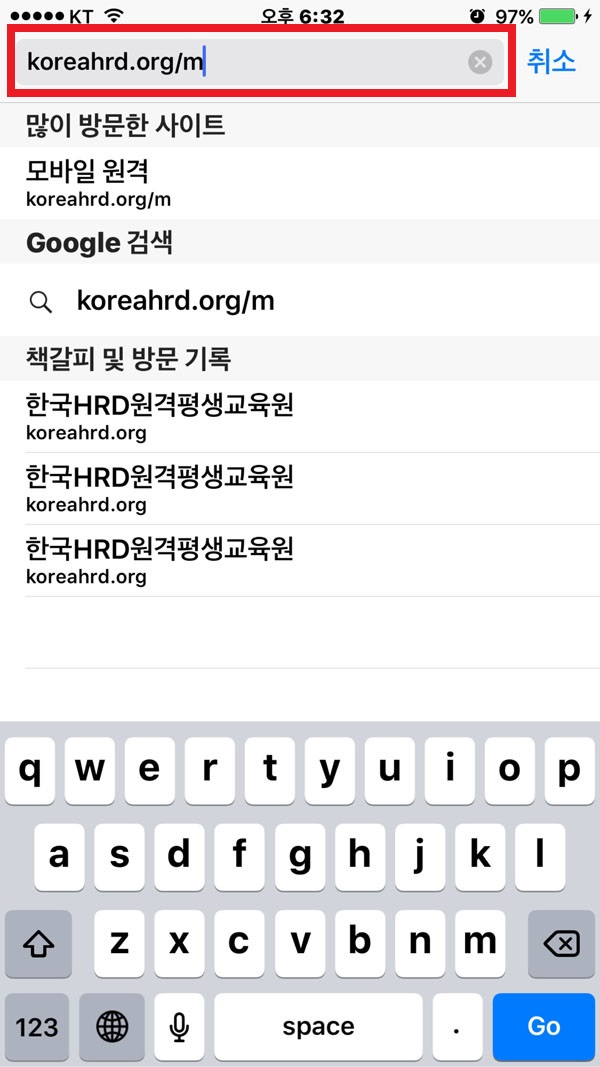 KT 오후 6:32 97%
koreahrd.org/m 취소
많이 방문한 사이트
모바일 원격
koreahrd.org/m
Google 검색
koreahrd.org/m
책갈피 및 방문 기록
한국HRD원격평생교육원
koreahrd.org
한국HRD원격평생교육원
koreahrd.org
한국HRD원격평생교육원
koreahrd.org
q w e r t y u i o p
a s d f g h j k l
z x c v b n m
123 space . Go